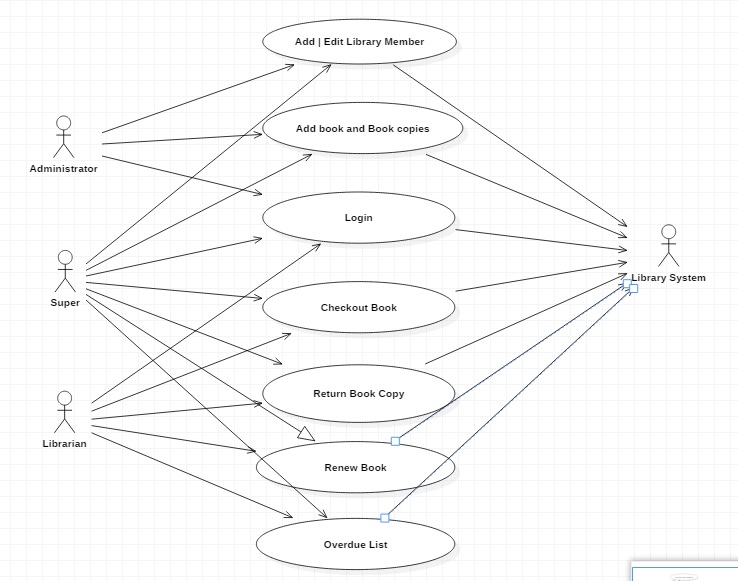 Add | Edit Library Member
Add book and Book copies
Administrator
Login
Library System
Super
Checkout Book
Return Book Copy
Librarian
Renew Book
Overdue List